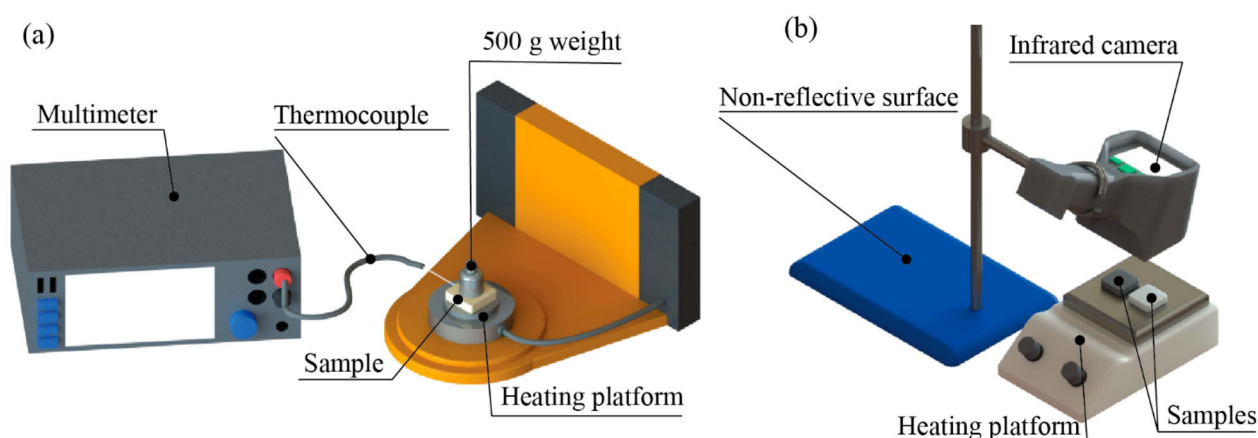 (a)
500 g weight
Thermocouple
Multimeter
Sample
Heating platform
(b)
Infrared camera
Non-reflective surface
Heating platform
Samples